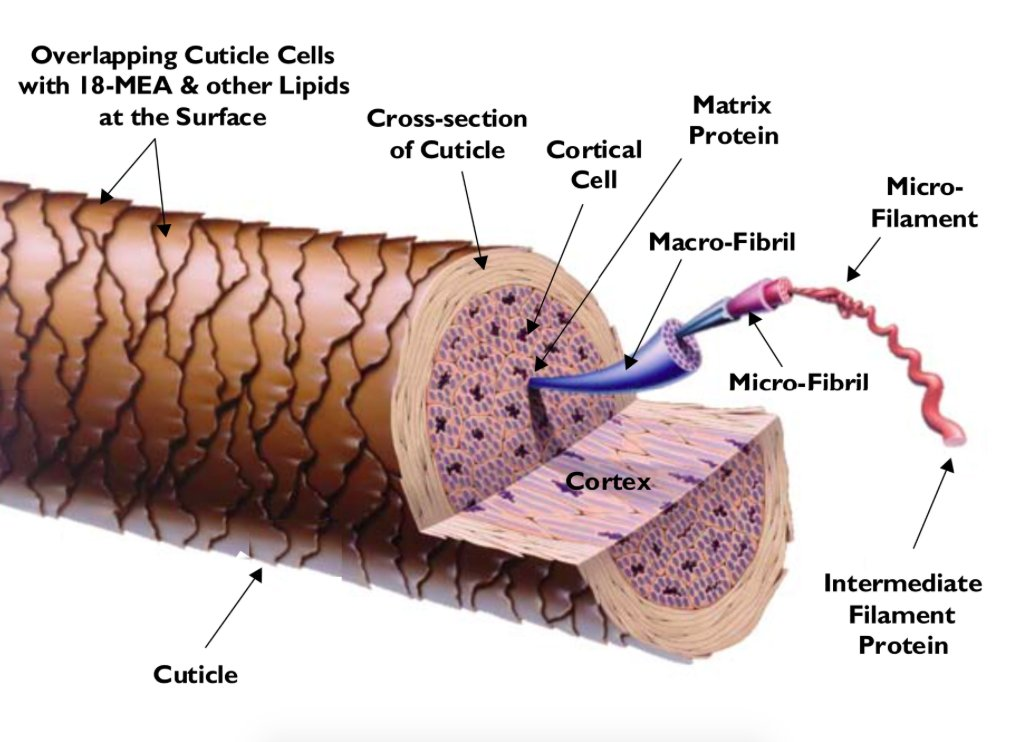 Overlapping Cuticle Cells
with 18-MEA & other Lipids
at the Surface
Cross-section
of Cuticle
Cortical
Cell
Matrix
Protein
Micro-
Filament
Macro-Fibril
Micro-Fibril
Cortex
Intermediate
Filament
Protein
Cuticle